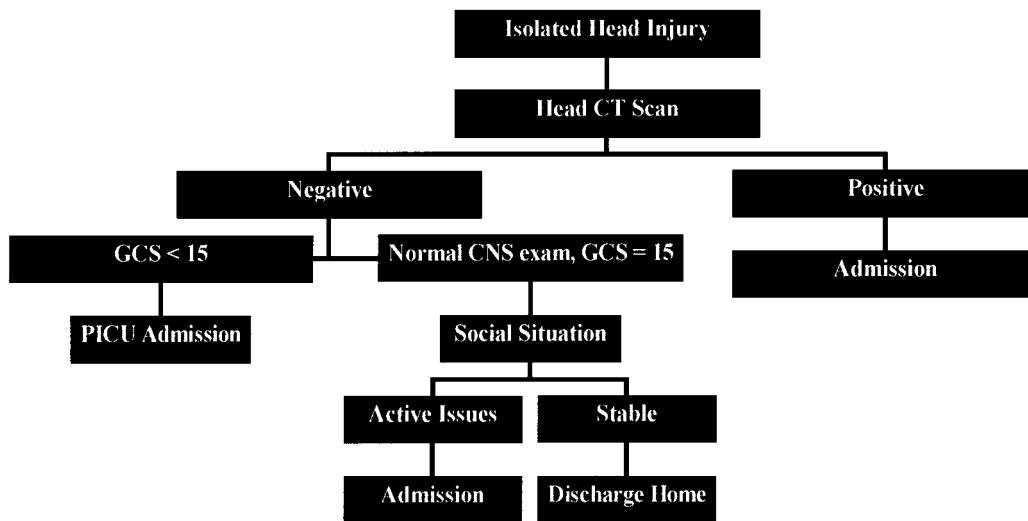 Isolated Head Injury
Head CT Scan
Negative
Positive
GCS < 15
Normal CNS exam, GCS = 15
Admission
PICU Admission
Social Situation
Active Issues
Stable
Admission
Discharge Home